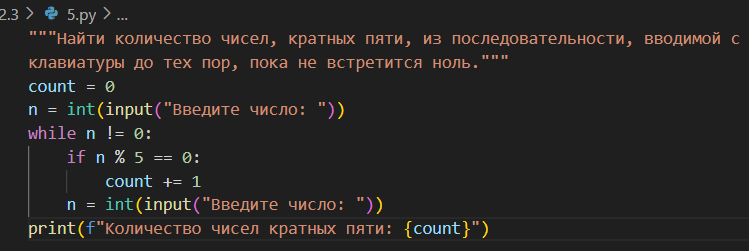 2.3 > 5.py > ...
"""Найти количество чисел, кратных пяти, из последовательности, вводимой с
клавиатуры до тех пор, пока не встретится ноль."""
count = 0
n = int(input("Введите число: "))
while n != 0:
    if n % 5 == 0:
        count += 1
    n = int(input("Введите число: "))
print(f"Количество чисел кратных пяти: {count}")